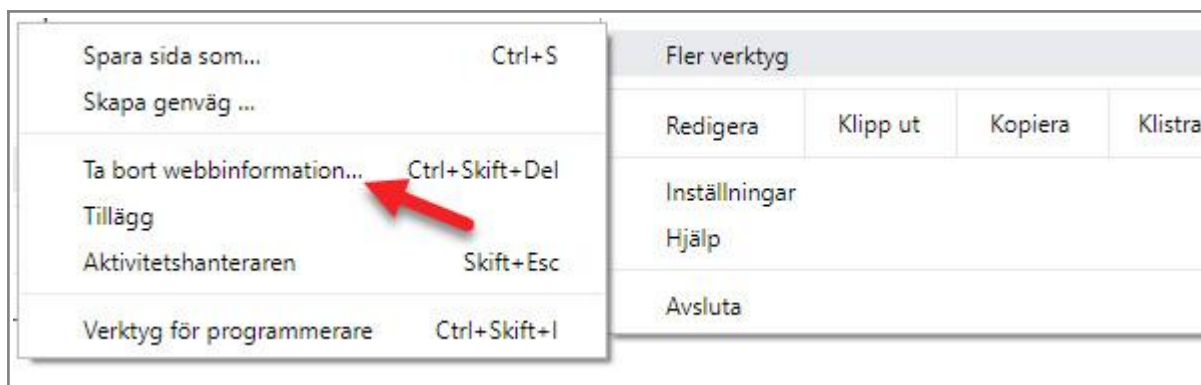 Spara sida som... Ctrl+S
Skapa genväg ...
Ta bort webbinformation... Ctrl+Skift+Del
Tillägg
Aktivitetshanteraren Skift+Esc
Verktyg för programmerare Ctrl+Skift+I
Fler verktyg
Redigera Klipp ut Kopiera Klistra
Inställningar
Hjälp
Avsluta